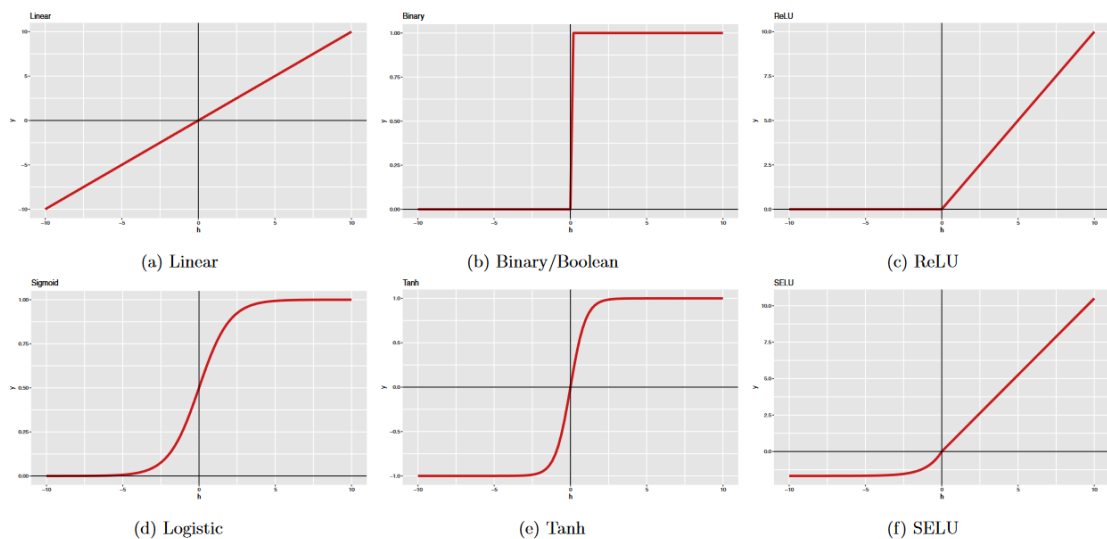 Linear
10
5
0
-5
-10
y
-10
-5
0
5
10
h
(a) Linear
Binary
1.00
0.75
0.50
0.25
0.00
y
-10
-5
0
5
10
h
(b) Binary/Boolean
ReLU
10.0
7.5
5.0
2.5
0.0
y
-10
-5
0
5
10
h
(c) ReLU
Sigmoid
1.00
0.75
0.50
0.25
0.00
y
-10
-5
0
5
10
h
(d) Logistic
Tanh
1.0
0.5
0.0
-0.5
-1.0
y
-10
-5
0
5
10
h
(e) Tanh
SELU
10.0
7.5
5.0
2.5
0.0
y
-10
-5
0
5
10
h
(f) SELU